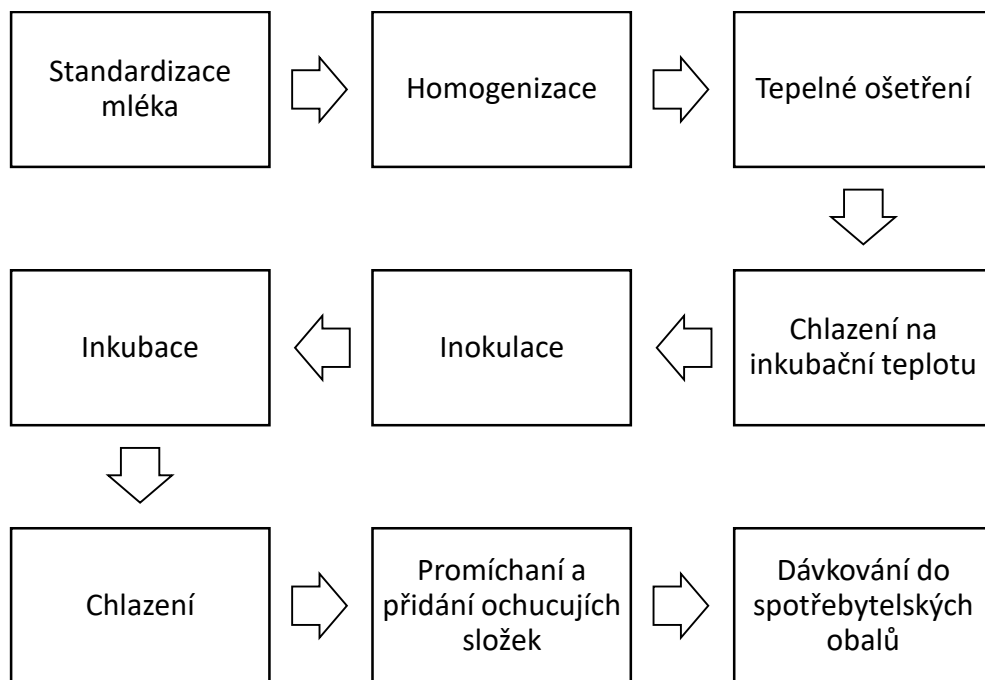 Standardizace
mléka
Homogenizace
Tepelné ošetření
Chlazení na
inkubační teplotu
Inokulace
Inkubace
Chlazení
Promíchaní a
přidání ochucujích
složek
Dávkování do
spotřebytelských
obalů